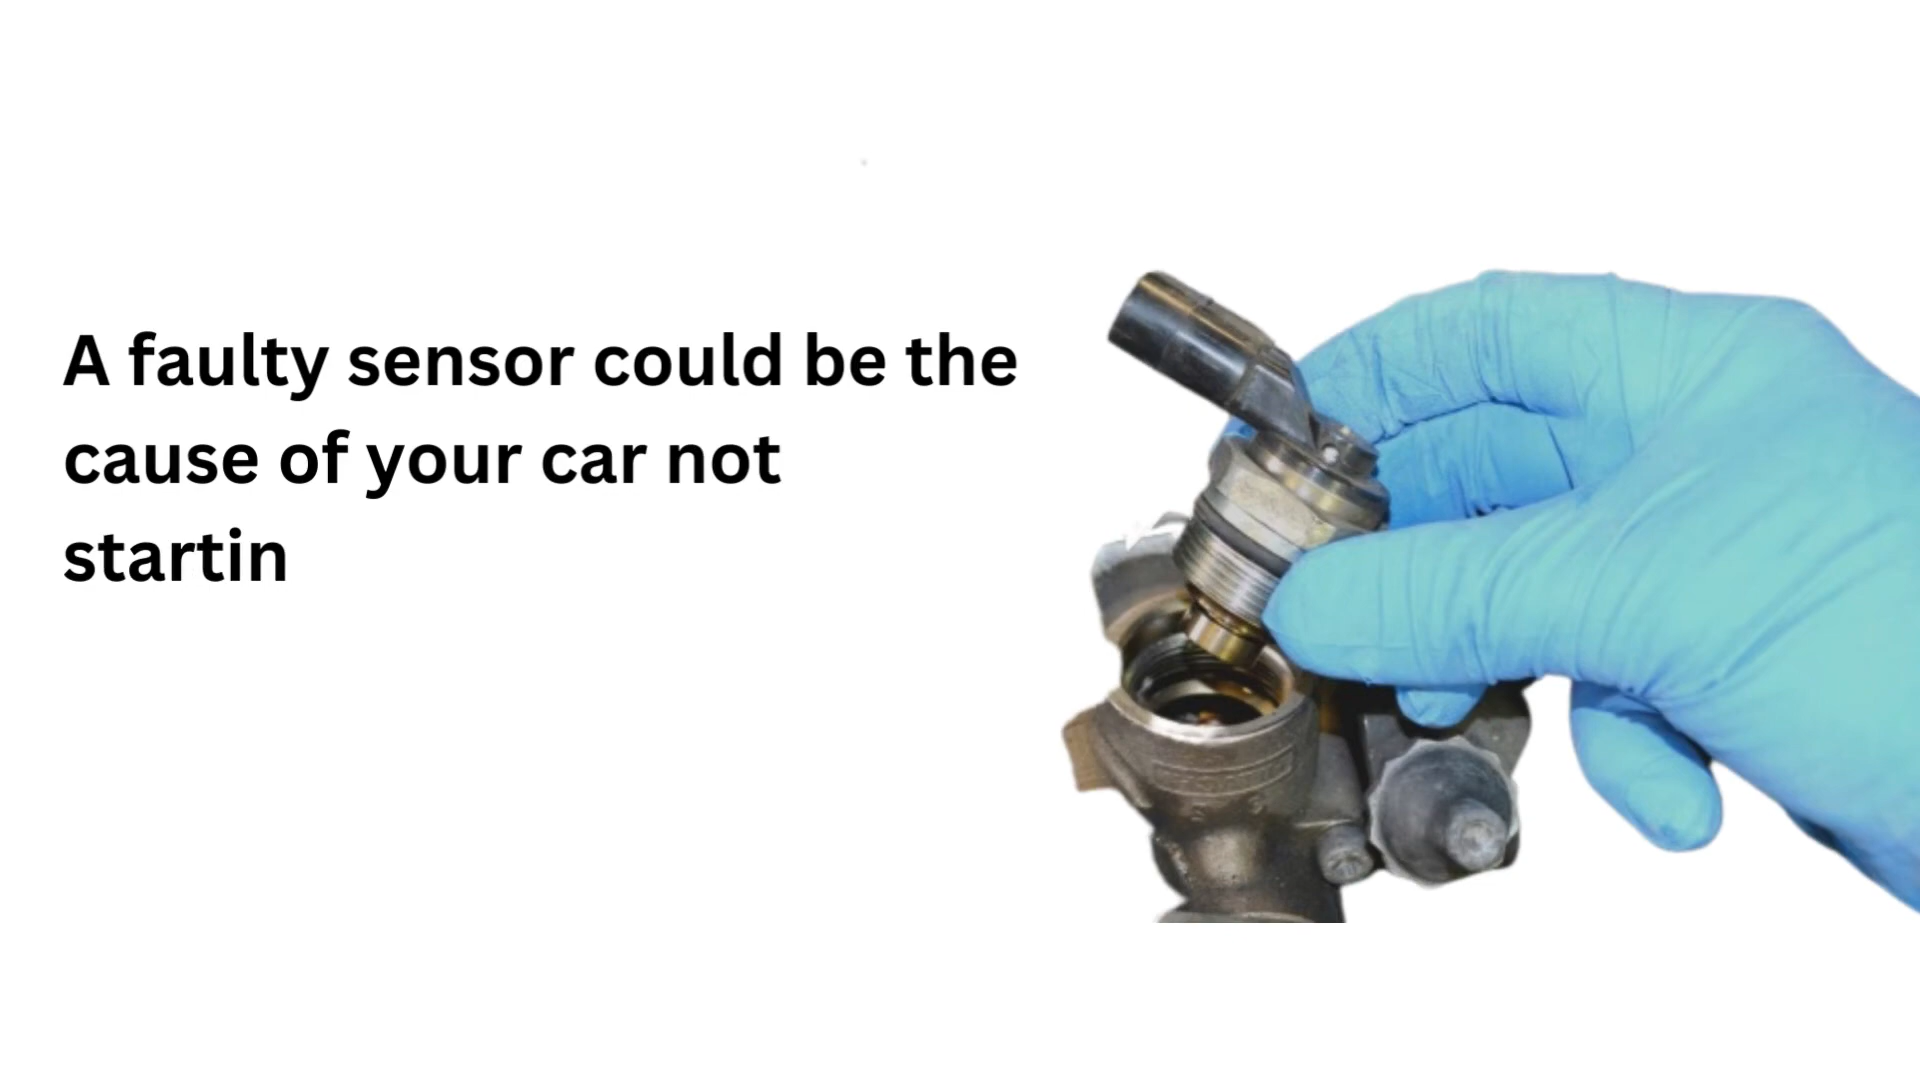 A faulty sensor could be the
cause of your car not
startin